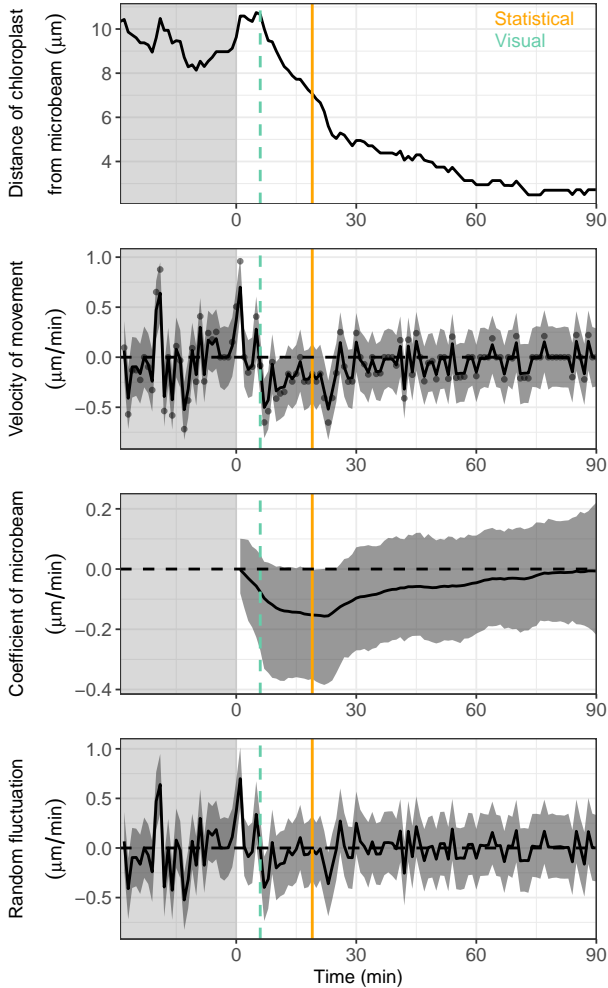 Distance of chloroplast
from microbeam (μm)
10
8
6
4
Statistical
Visual
0
30
60
90
Velocity of movement
(μm/min)
1.0
0.5
0.0
−0.5
0
30
60
90
Coefficient of microbeam
(μm/min)
0.2
0.0
−0.2
−0.4
0
30
60
90
Random fluctuation
(μm/min)
1.0
0.5
0.0
−0.5
0
30
60
90
Time (min)